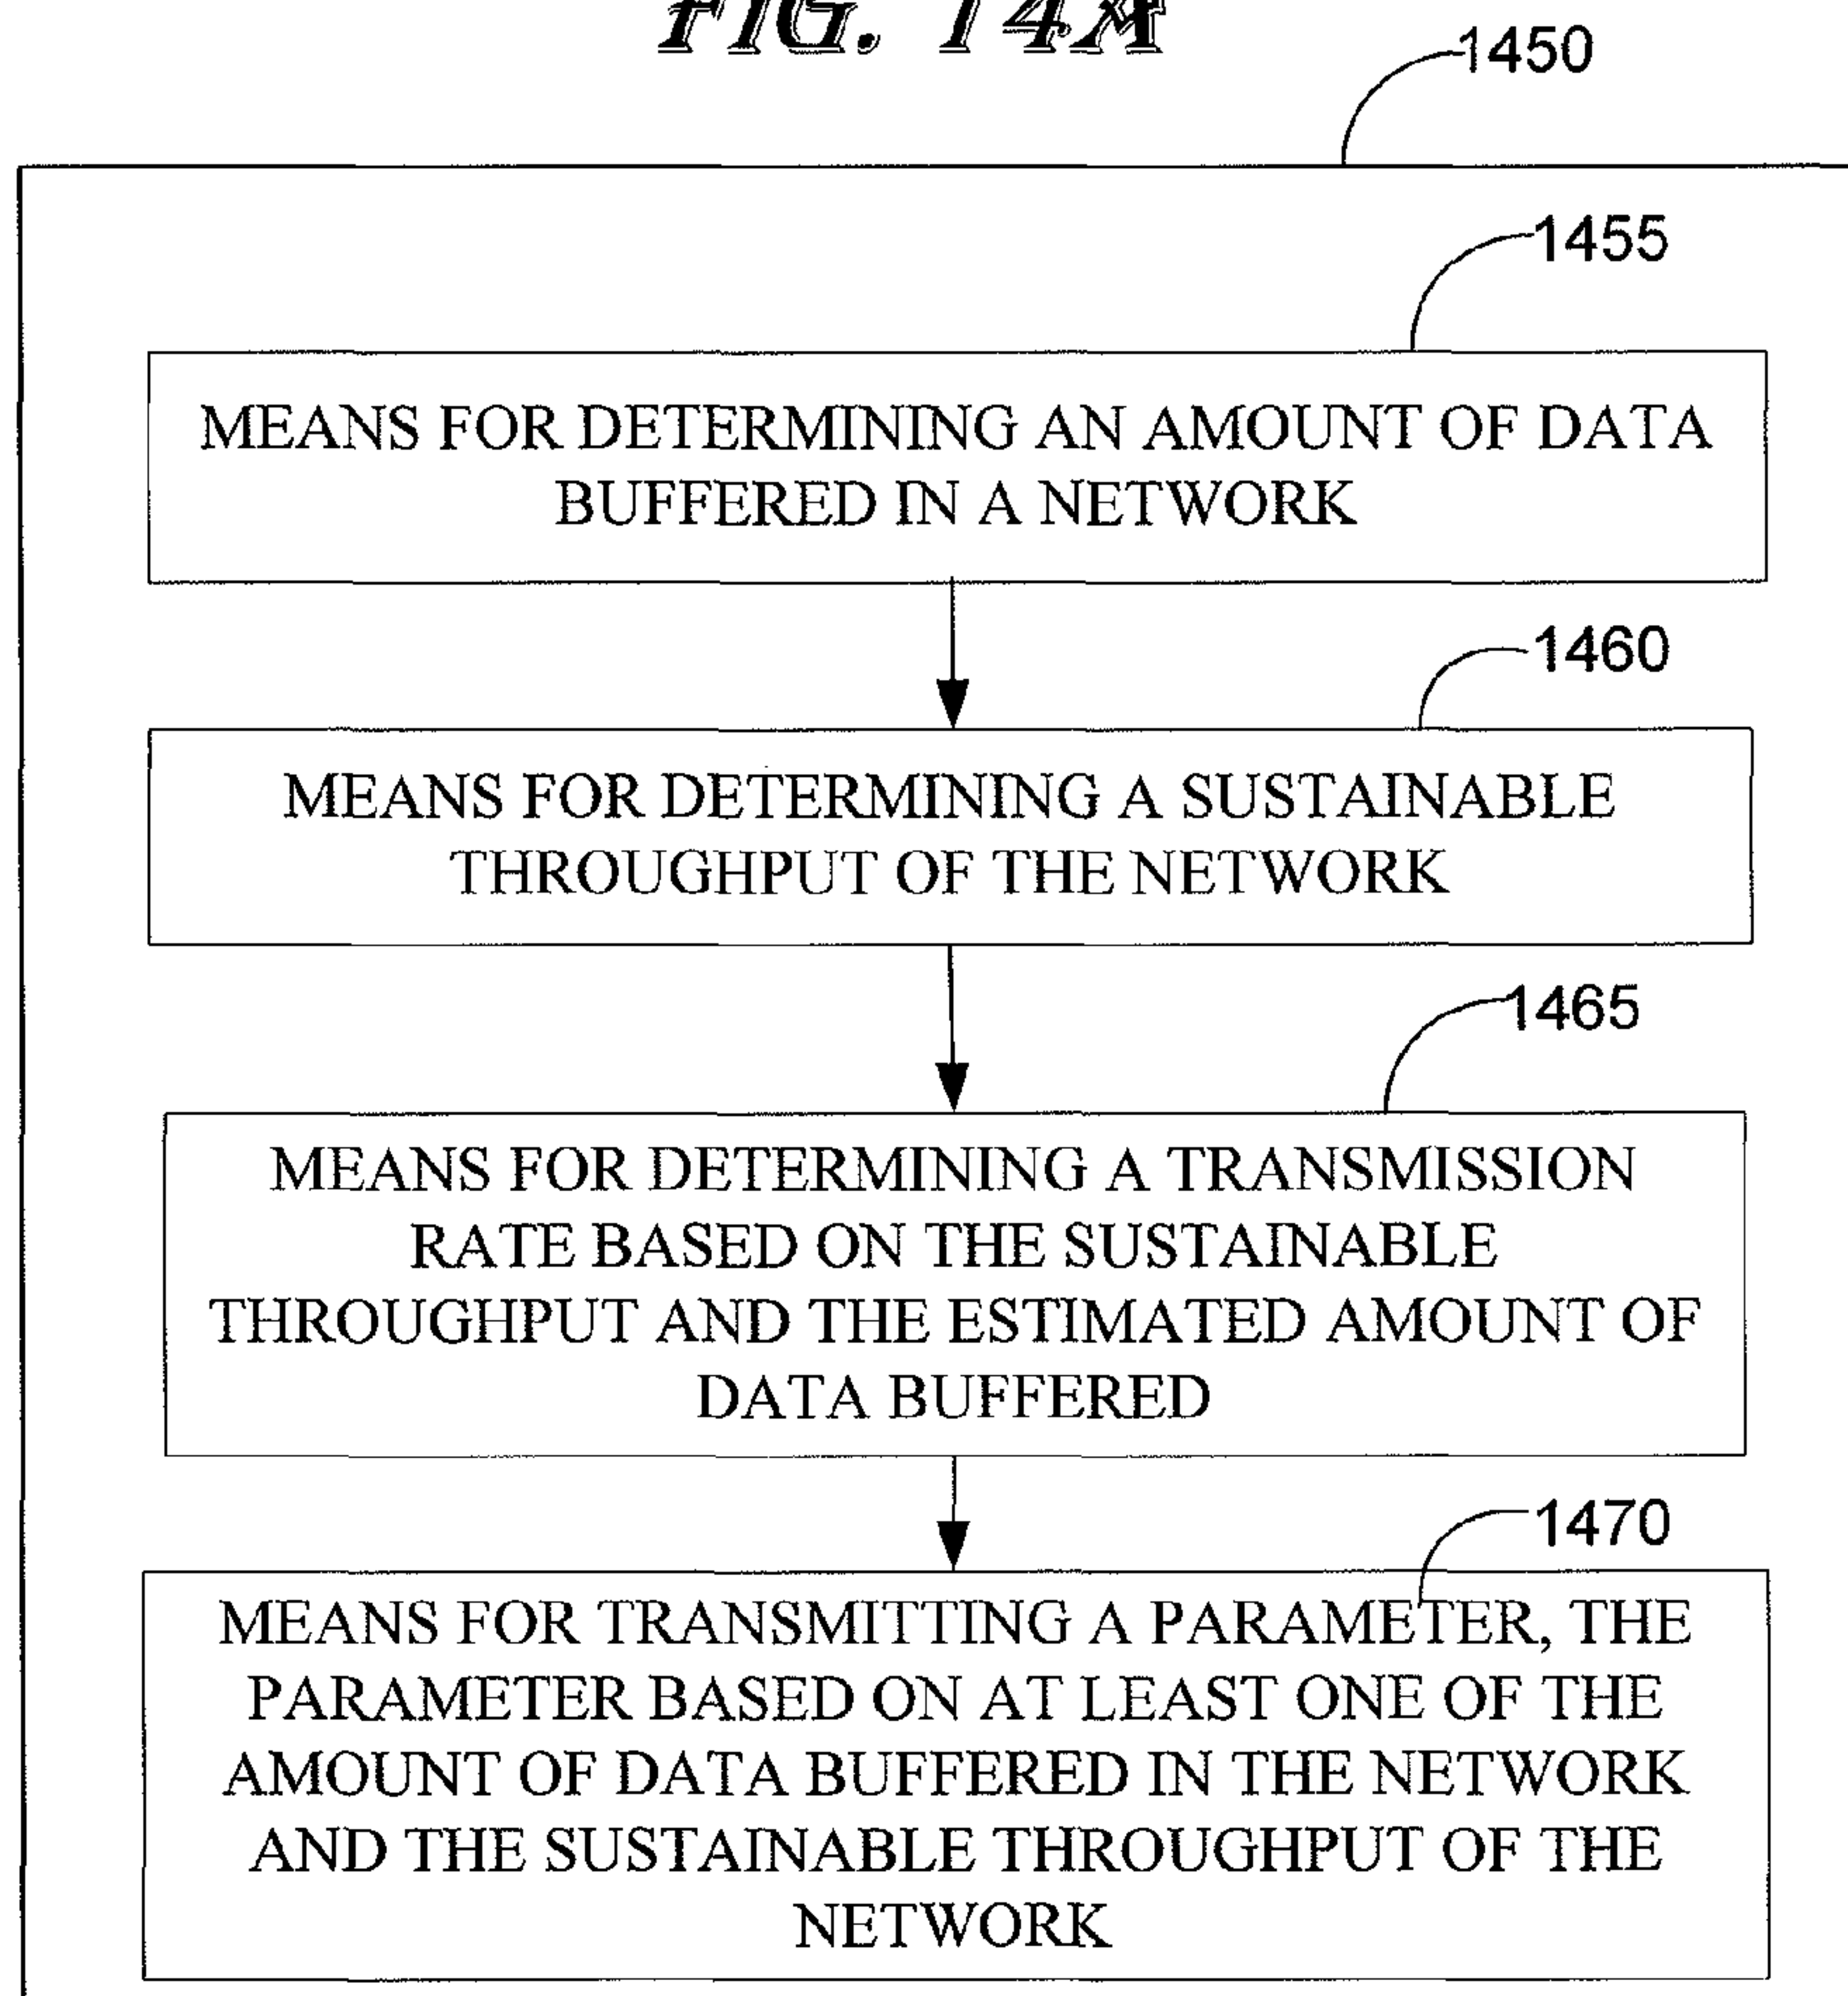 FIG. 14A
1450
1455
MEANS FOR DETERMINING AN AMOUNT OF DATA
BUFFERED IN A NETWORK
1460
MEANS FOR DETERMINING A SUSTAINABLE
THROUGHPUT OF THE NETWORK
1465
MEANS FOR DETERMINING A TRANSMISSION
RATE BASED ON THE SUSTAINABLE
THROUGHPUT AND THE ESTIMATED AMOUNT OF
DATA BUFFERED
1470
MEANS FOR TRANSMITTING A PARAMETER, THE
PARAMETER BASED ON AT LEAST ONE OF THE
AMOUNT OF DATA BUFFERED IN THE NETWORK
AND THE SUSTAINABLE THROUGHPUT OF THE
NETWORK